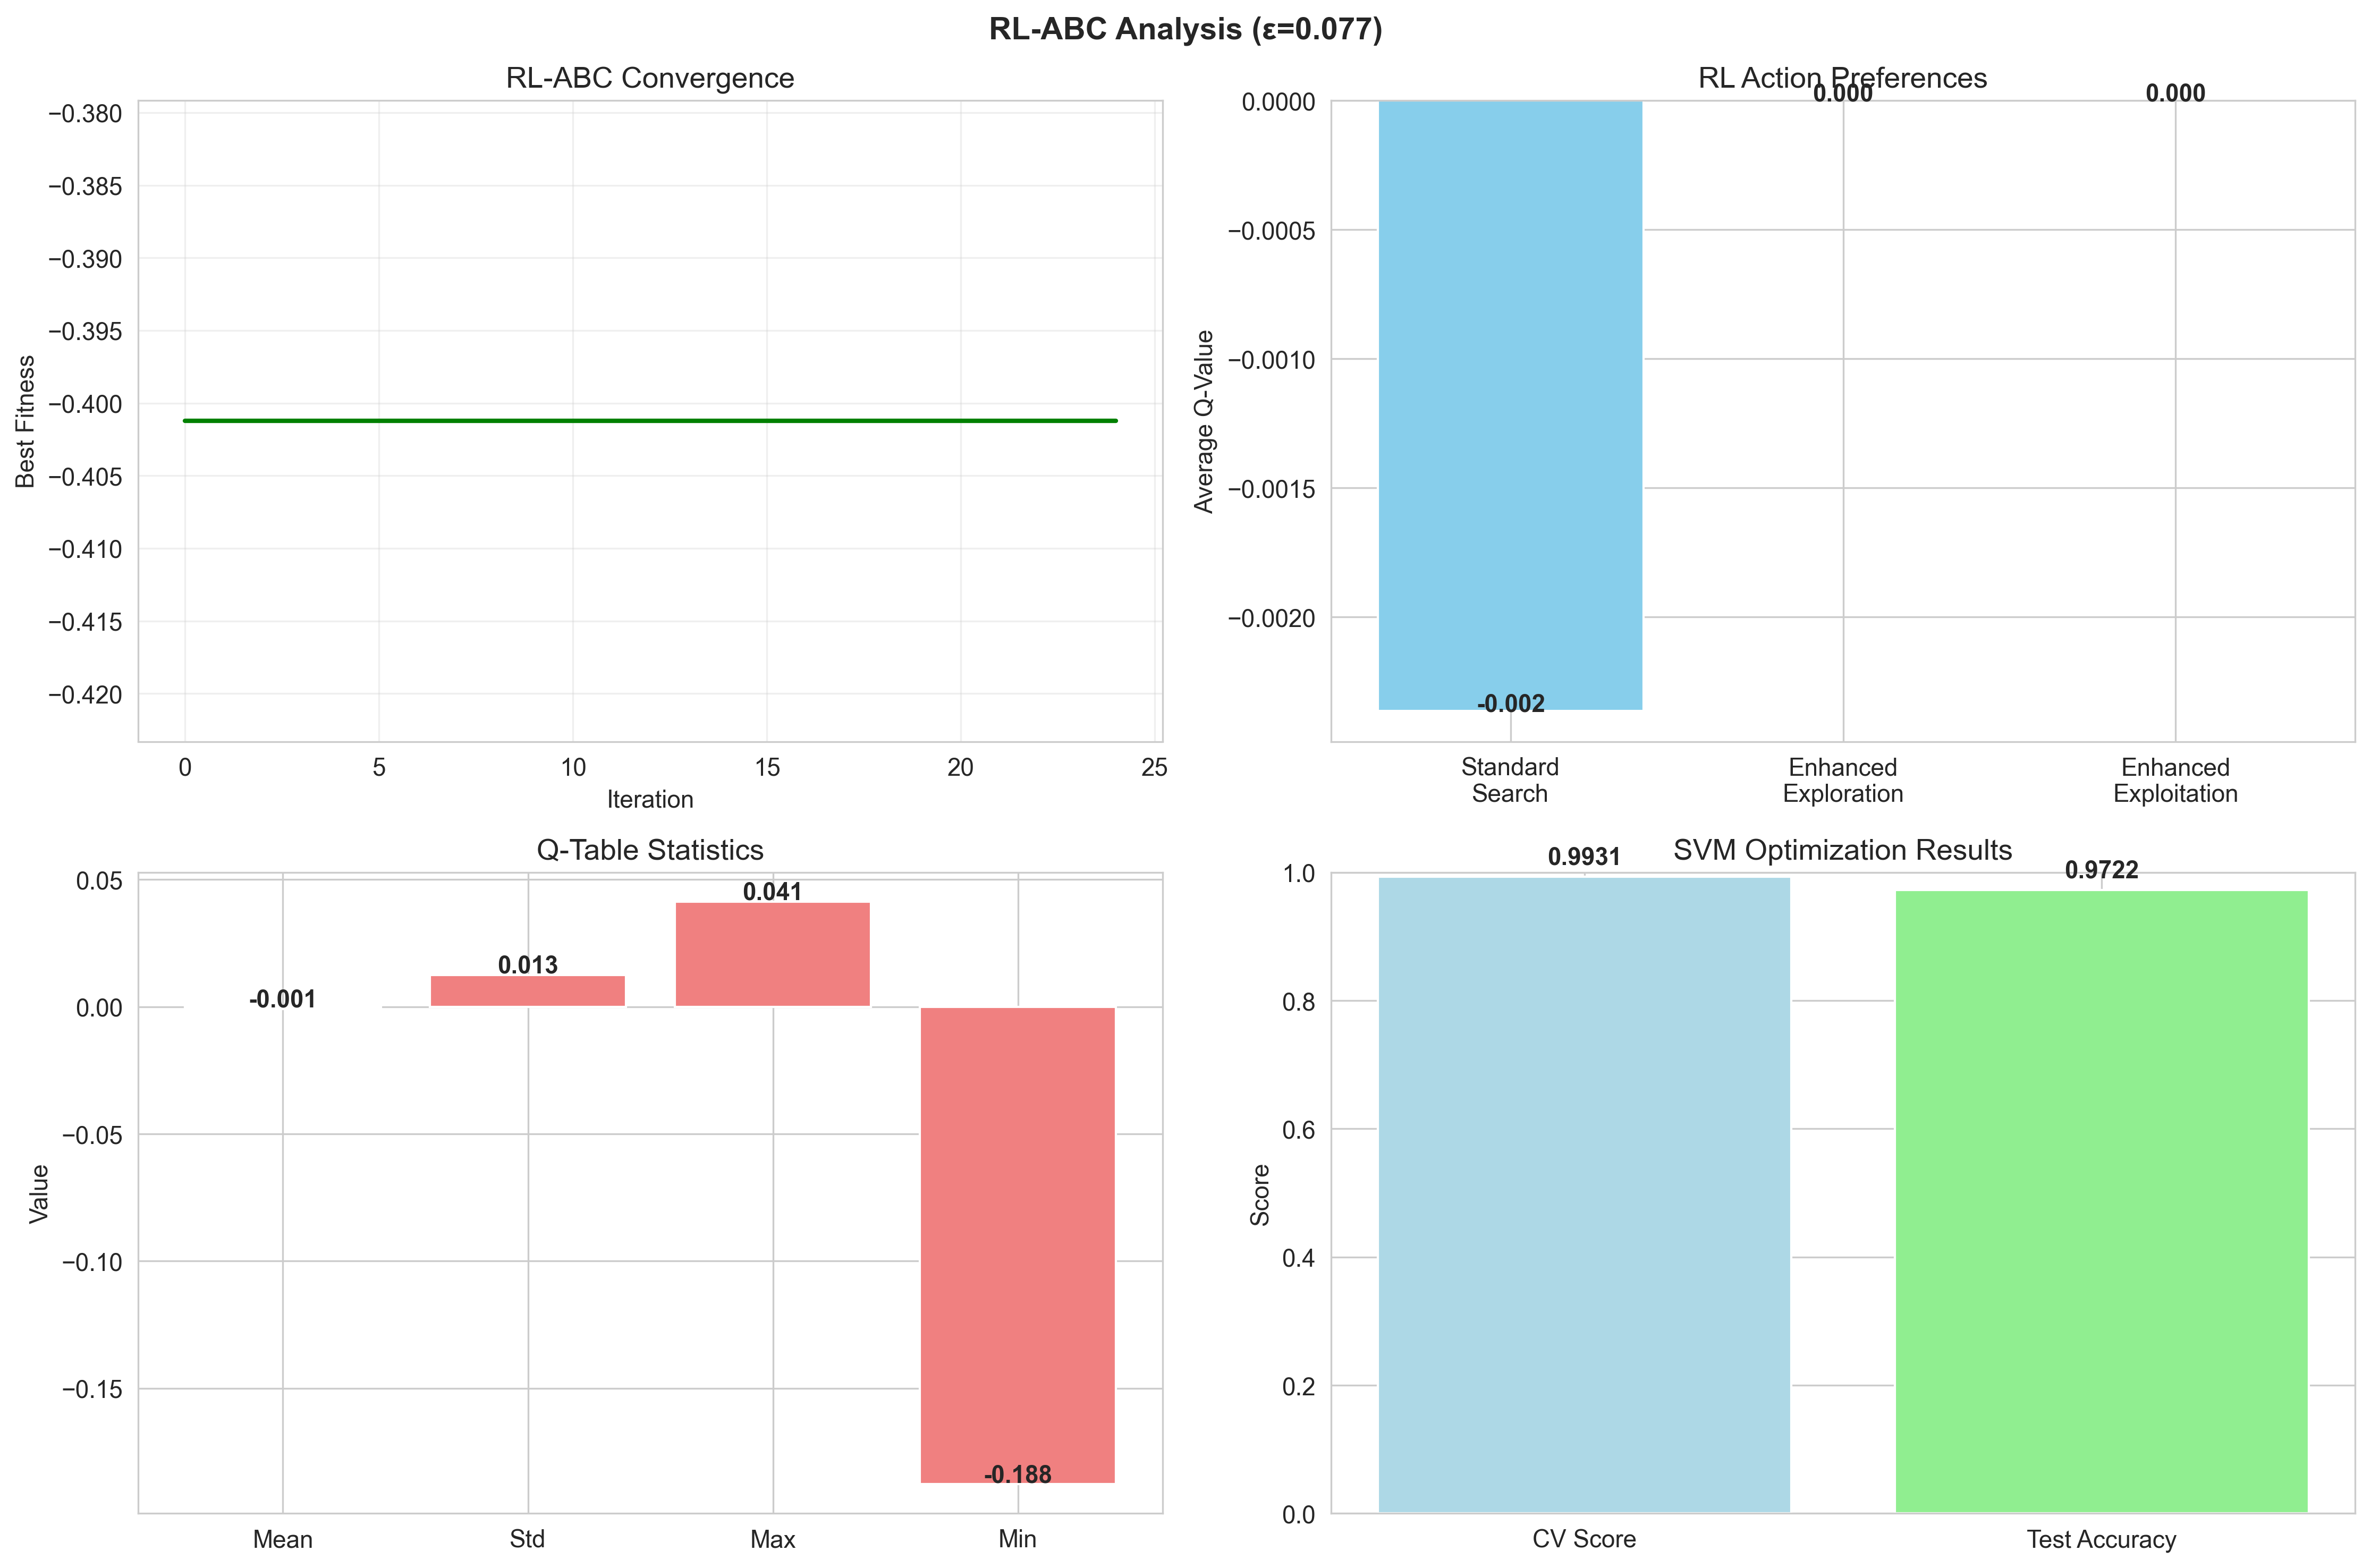 RL-ABC Analysis (ε=0.077)
RL-ABC Convergence
−0.380
−0.385
−0.390
−0.395
−0.400
−0.405
−0.410
−0.415
−0.420
Best Fitness
0 5 10 15 20 25
Iteration
RL Action Preferences
0.000 0.000
0.0000
−0.0005
−0.0010
−0.0015
−0.0020
Average Q-Value
-0.002
Standard Search
Enhanced Exploration
Enhanced Exploitation
Q-Table Statistics
0.05
0.00
−0.05
−0.10
−0.15
Value
-0.001
0.013
0.041
-0.188
Mean Std Max Min
SVM Optimization Results
0.9931
0.9722
1.0
0.8
0.6
0.4
0.2
0.0
Score
CV Score Test Accuracy